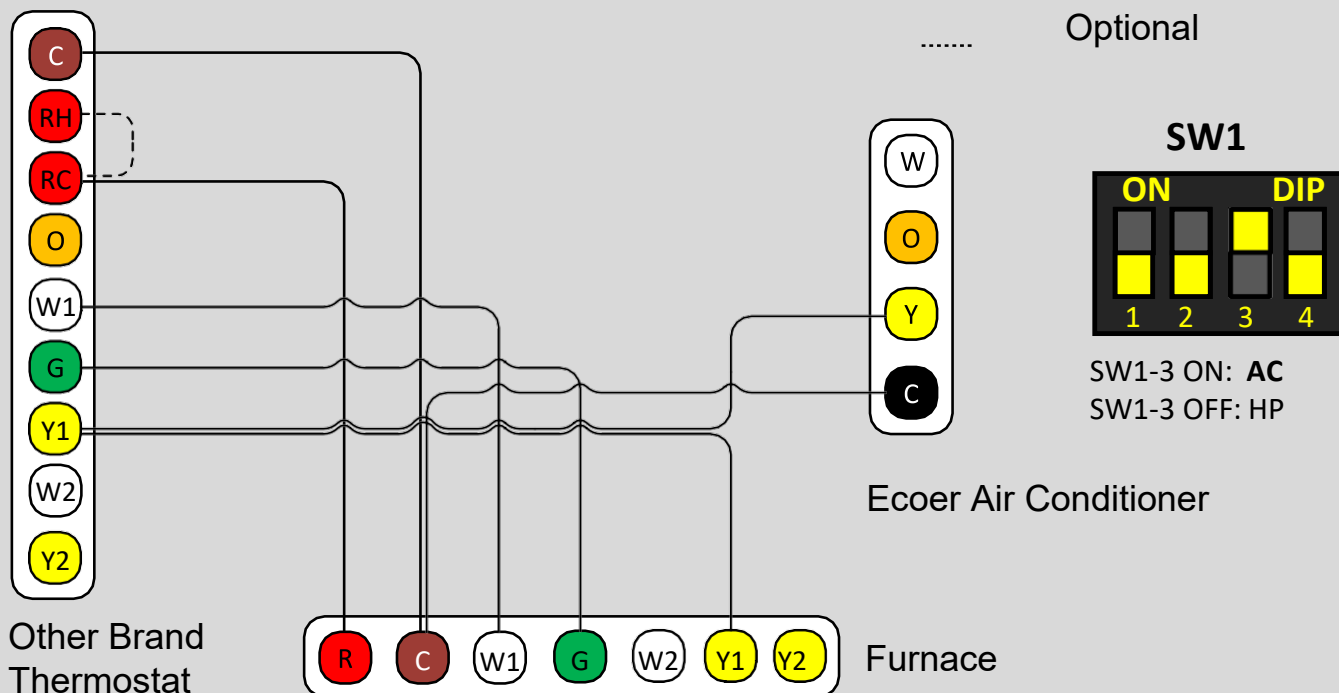 C
RH
RC
O
W1
G
Y1
W2
Y2
Other Brand
Thermostat
R C W1 G W2 Y1 Y2
Furnace
W
O
Y
C
Ecoer Air Conditioner
Optional
SW1
ON DIP
1 2 3 4
SW1-3 ON: AC
SW1-3 OFF: HP